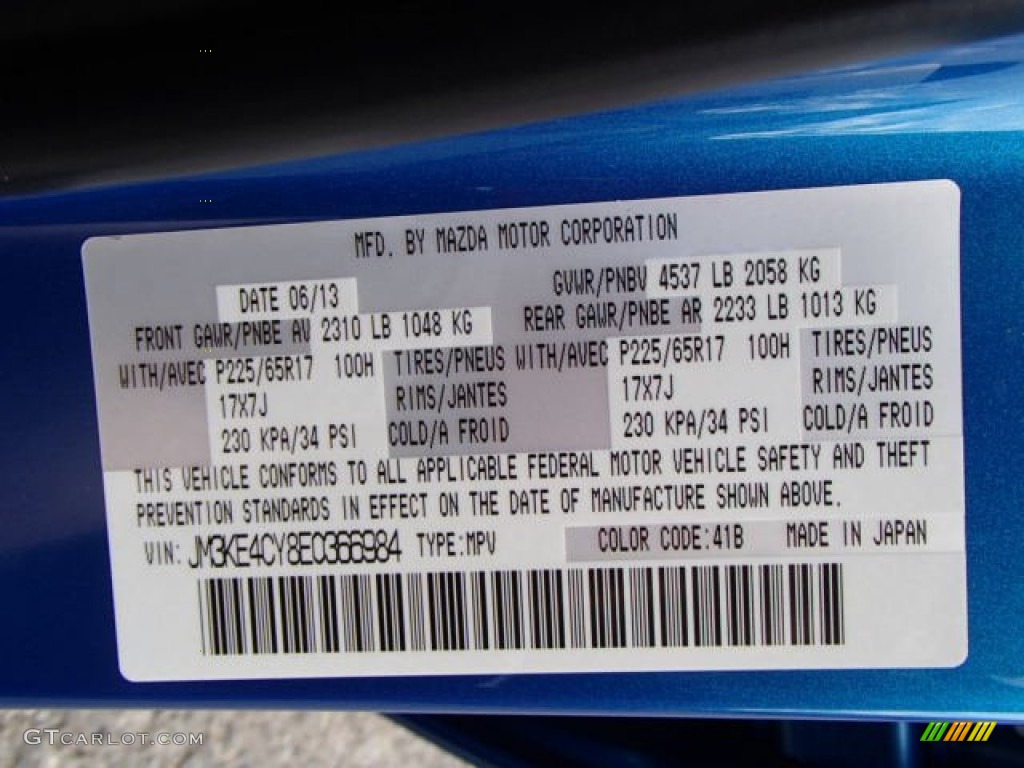 MFD. BY MAZDA MOTOR CORPORATION
DATE 06/13 GVWR/PNBV 4537 LB 2058 KG
FRONT GAWR/PNBE AV 2310 LB 1048 KG REAR GAWR/PNBE AR 2233 LB 1013 KG
WITH/AVEC P225/65R17 100H TIRES/PNEUS WITH/AVEC P225/65R17 100H TIRES/PNEUS
17X7J RIMS/JANTES 17X7J RIMS/JANTES
230 KPA/34 PSI COLD/A FROID 230 KPA/34 PSI COLD/A FROID
THIS VEHICLE CONFORMS TO ALL APPLICABLE FEDERAL MOTOR VEHICLE SAFETY AND THEFT
PREVENTION STANDARDS IN EFFECT ON THE DATE OF MANUFACTURE SHOWN ABOVE.
VIN: JM3KE4CY8E0366984 TYPE:MPV COLOR CODE:41B MADE IN JAPAN
GTCARLOT.COM